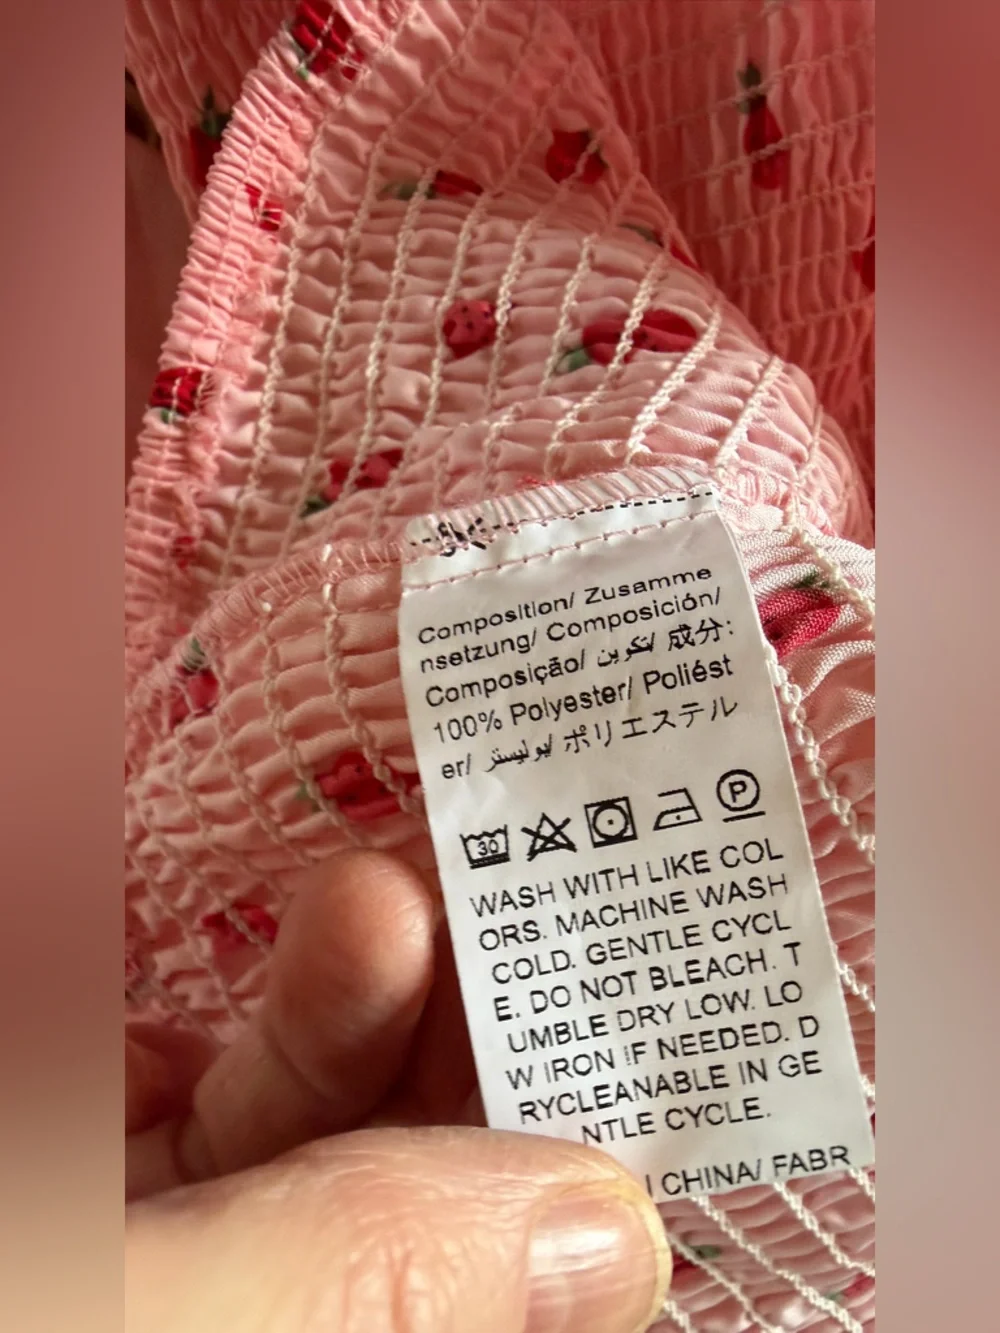 Composition/ Zusamme
nsetzung/ Composición/
Composição/ تكوين/ 成分:
100% Polyester/ Poliést
er/ بوليستر/ ポリエステル
30
P
WASH WITH LIKE COL
ORS. MACHINE WASH
COLD. GENTLE CYCL
E. DO NOT BLEACH. T
UMBLE DRY LOW. LO
W IRON IF NEEDED. D
RYCLEANABLE IN GE
NTLE CYCLE.
CHINA/ FABR